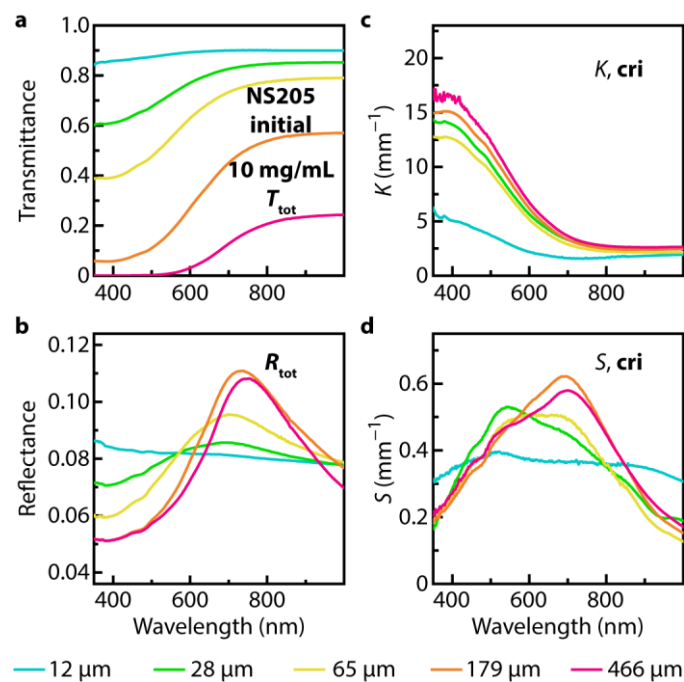 a
1.0
0.8
0.6
0.4
0.2
0
Transmittance
NS205
initial
10 mg/mL
T_tot
400 600 800
c
20
15
10
5
0
K (mm⁻¹)
K, cri
400 600 800
b
0.12
0.10
0.08
0.06
0.04
Reflectance
R_tot
400 600 800
Wavelength (nm)
d
0.6
0.4
0.2
0
S (mm⁻¹)
S, cri
400 600 800
Wavelength (nm)
12 µm 28 µm 65 µm 179 µm 466 µm